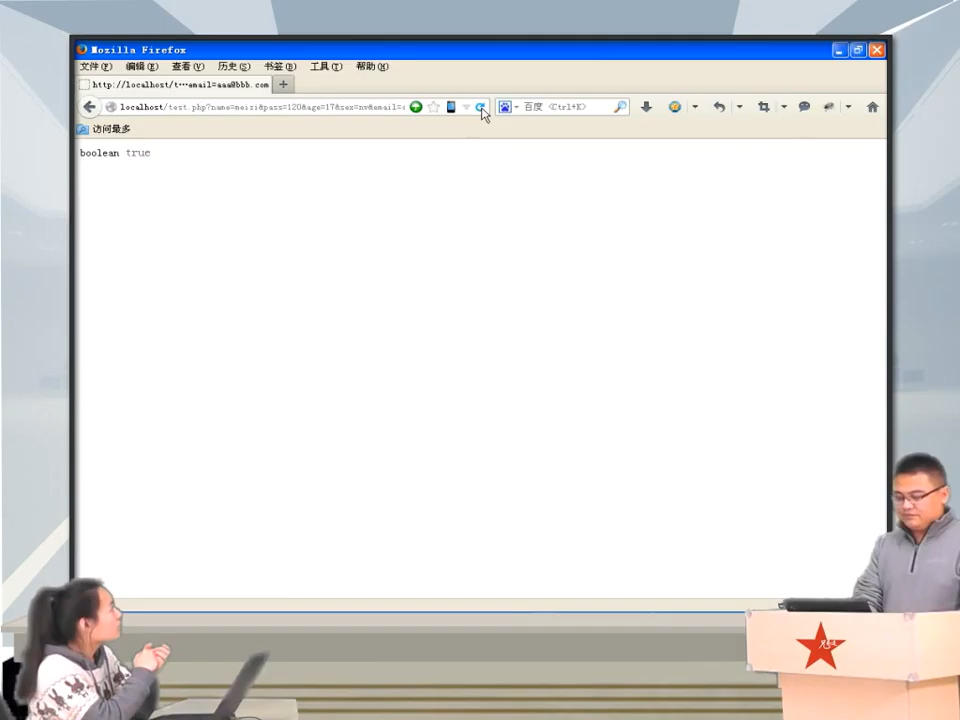 Mozilla Firefox
文件(F) 编辑(E) 查看(V) 历史(S) 书签(B) 工具(T) 帮助(H)
http://localhost/t···email=aaa@bbb.com
localhost/test.php?name=meizi&pass=120&age=17&sex=nv&email= 百度 <Ctrl+K>
访问最多
boolean true